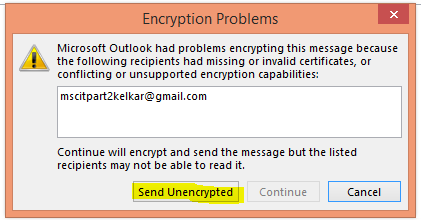 Encryption Problems
Microsoft Outlook had problems encrypting this message because
the following recipients had missing or invalid certificates, or
conflicting or unsupported encryption capabilities:
mscitpart2kelkar@gmail.com
Continue will encrypt and send the message but the listed
recipients may not be able to read it.
Send Unencrypted Continue Cancel